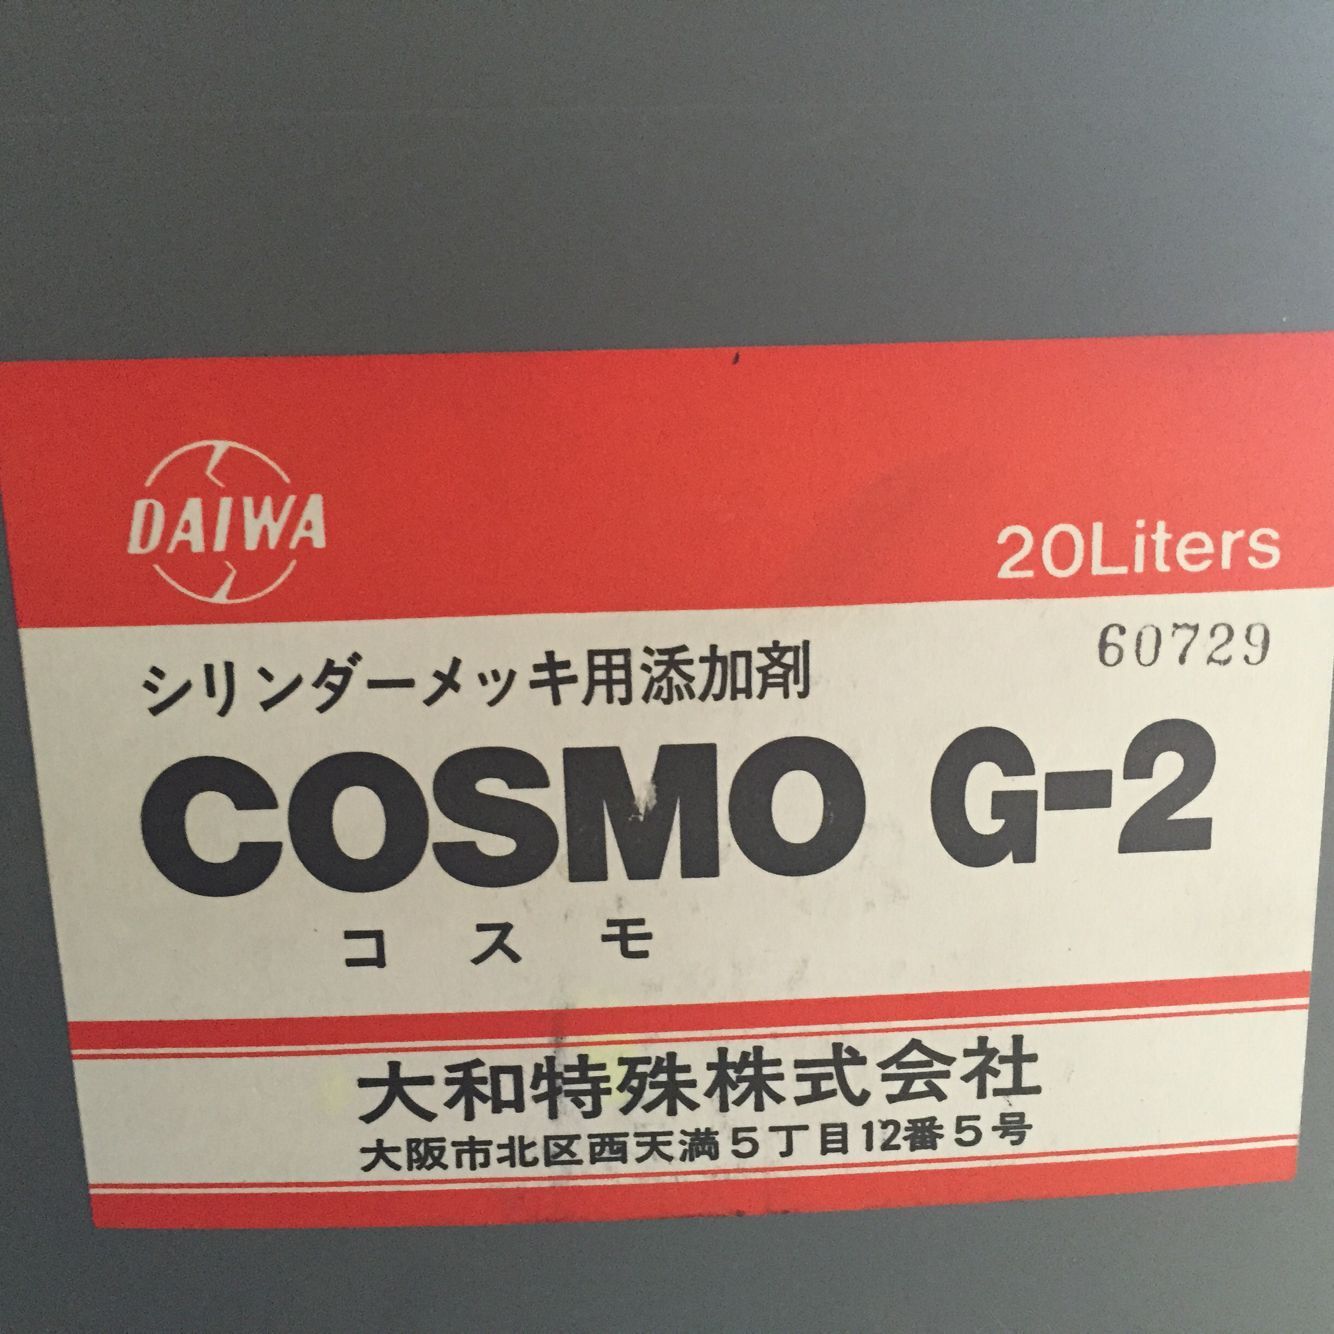 DAIWA
20Liters
60729
シリンダーメッキ用添加剤
COSMO G-2
コスモ
大和特殊株式会社
大阪市北区西天満5丁目12番5号